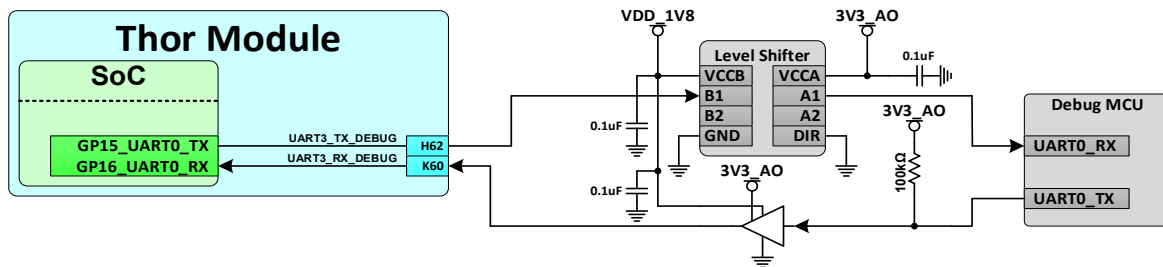 Thor Module
SoC
GP15_UART0_TX
GP16_UART0_RX
UART3_TX_DEBUG
UART3_RX_DEBUG
H62
K60
VDD_1V8
3V3_AO
Level Shifter
VCCB
VCCA
B1
A1
B2
A2
GND
DIR
0.1uF
0.1uF
0.1uF
3V3_AO
3V3_AO
100kΩ
Debug MCU
UART0_RX
UART0_TX